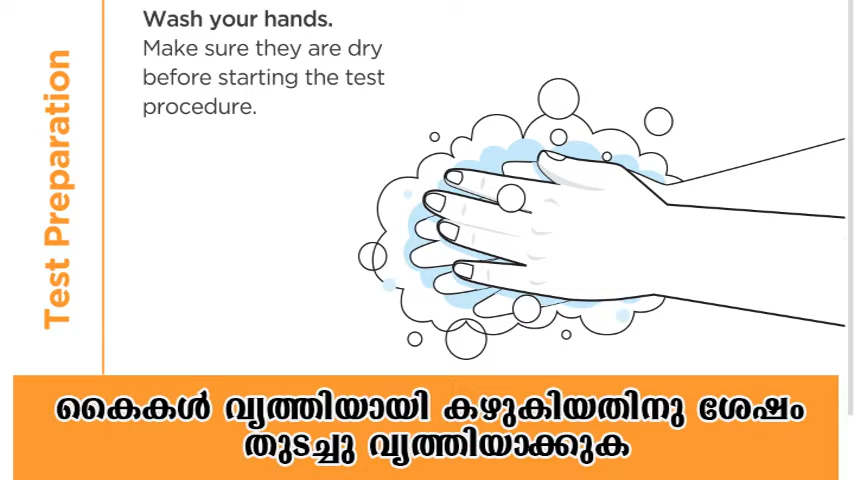 Wash your hands.
Make sure they are dry
before starting the test
procedure.
Test Preparation
കൈകൾ വൃത്തിയായി കഴുകിയതിനു ശേഷം
തുടച്ചു വൃത്തിയാക്കുക